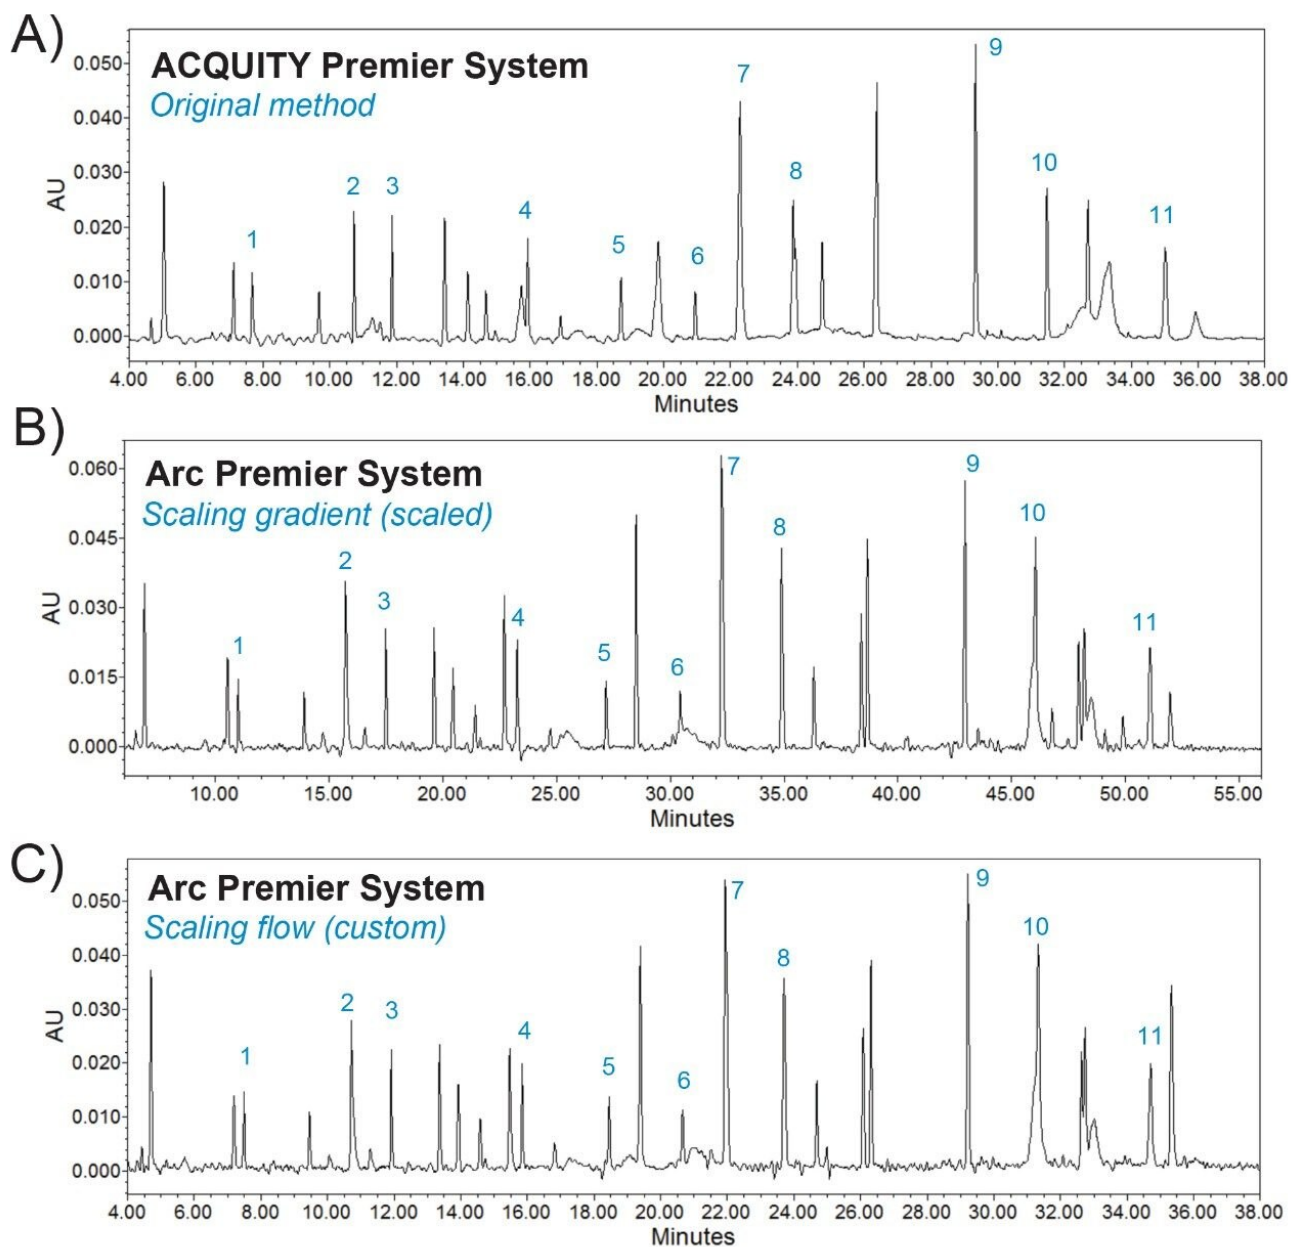 A)
ACQUITY Premier System
Original method
AU
0.050
0.040
0.030
0.020
0.010
0.000
1
2
3
4
5
6
7
8
9
10
11
4.00 6.00 8.00 10.00 12.00 14.00 16.00 18.00 20.00 22.00 24.00 26.00 28.00 30.00 32.00 34.00 36.00 38.00
Minutes
B)
Arc Premier System
Scaling gradient (scaled)
AU
0.060
0.045
0.030
0.015
0.000
1
2
3
4
5
6
7
8
9
10
11
10.00 15.00 20.00 25.00 30.00 35.00 40.00 45.00 50.00 55.00
Minutes
C)
Arc Premier System
Scaling flow (custom)
AU
0.050
0.040
0.030
0.020
0.010
0.000
1
2
3
4
5
6
7
8
9
10
11
4.00 6.00 8.00 10.00 12.00 14.00 16.00 18.00 20.00 22.00 24.00 26.00 28.00 30.00 32.00 34.00 36.00 38.00
Minutes